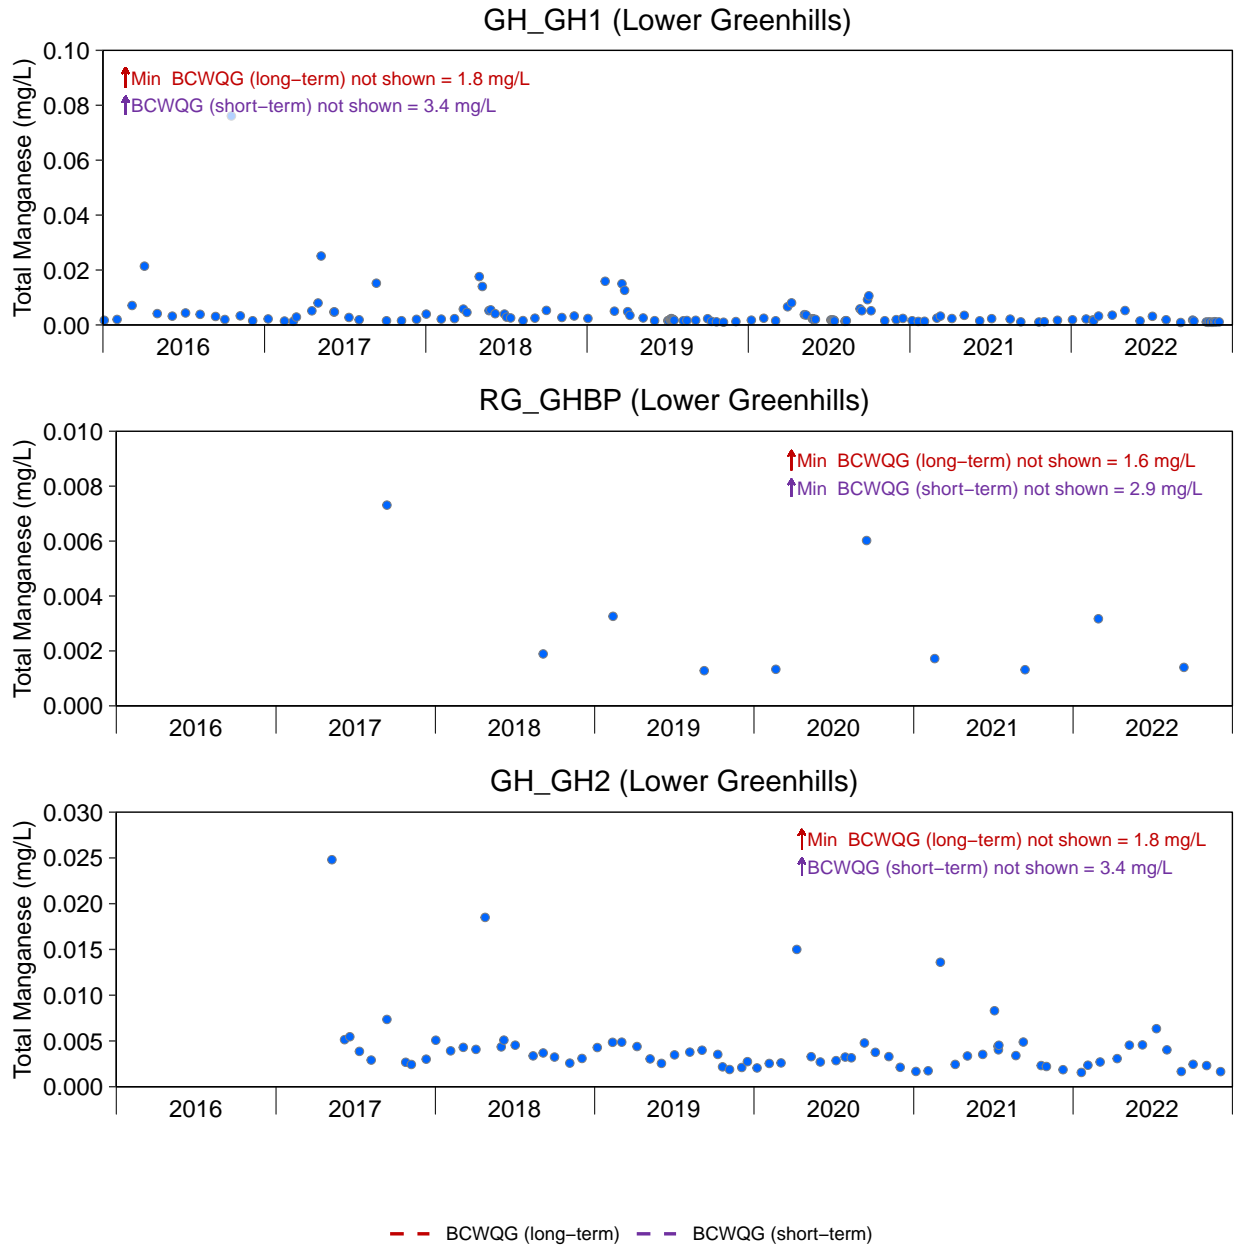 GH_GH1 (Lower Greenhills)
Total Manganese (mg/L)
0.10
0.08
0.06
0.04
0.02
0.00
Min BCWQG (long−term) not shown = 1.8 mg/L
BCWQG (short−term) not shown = 3.4 mg/L
2016 2017 2018 2019 2020 2021 2022
RG_GHBP (Lower Greenhills)
Total Manganese (mg/L)
0.010
0.008
0.006
0.004
0.002
0.000
Min BCWQG (long−term) not shown = 1.6 mg/L
Min BCWQG (short−term) not shown = 2.9 mg/L
2016 2017 2018 2019 2020 2021 2022
GH_GH2 (Lower Greenhills)
Total Manganese (mg/L)
0.030
0.025
0.020
0.015
0.010
0.005
0.000
Min BCWQG (long−term) not shown = 1.8 mg/L
BCWQG (short−term) not shown = 3.4 mg/L
2016 2017 2018 2019 2020 2021 2022
BCWQG (long−term) BCWQG (short−term)